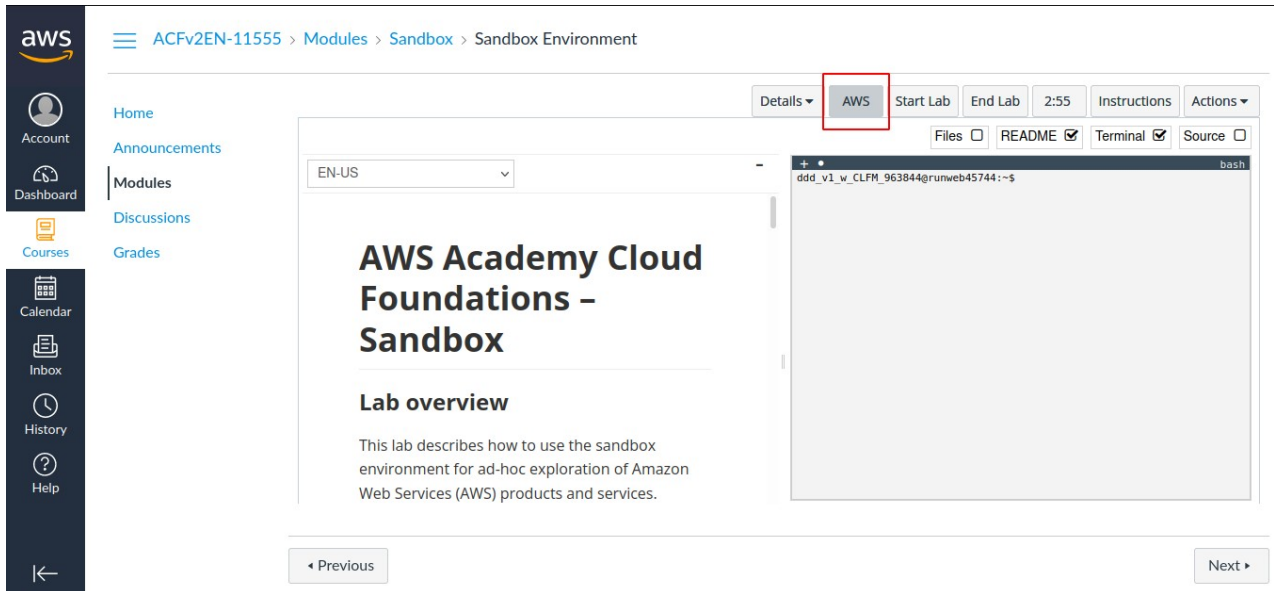 aws
ACFv2EN-11555 > Modules > Sandbox > Sandbox Environment
Account
Dashboard
Courses
Calendar
Inbox
History
Help
Home
Announcements
Modules
Discussions
Grades
Details
AWS
Start Lab
End Lab
2:55
Instructions
Actions
Files
README
Terminal
Source
EN-US
-
AWS Academy Cloud
Foundations –
Sandbox
Lab overview
This lab describes how to use the sandbox
environment for ad-hoc exploration of Amazon
Web Services (AWS) products and services.
+ • bash
ddd_v1_w_CLFM_963844@runweb45744:~$
Previous
Next